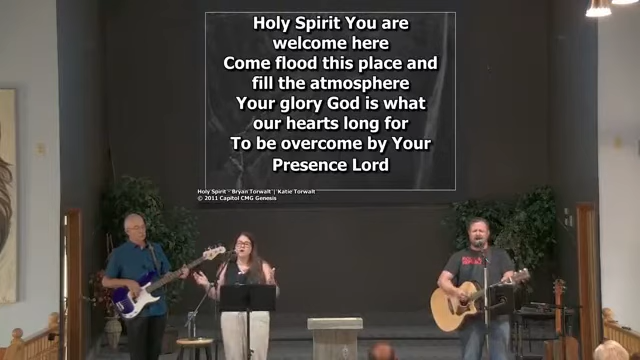 Holy Spirit You are
welcome here
Come flood this place and
fill the atmosphere
Your glory God is what
our hearts long for
To be overcome by Your
Presence Lord
Holy Spirit - Bryan Torwalt | Katie Torwalt
© 2011 Capitol CMG Genesis